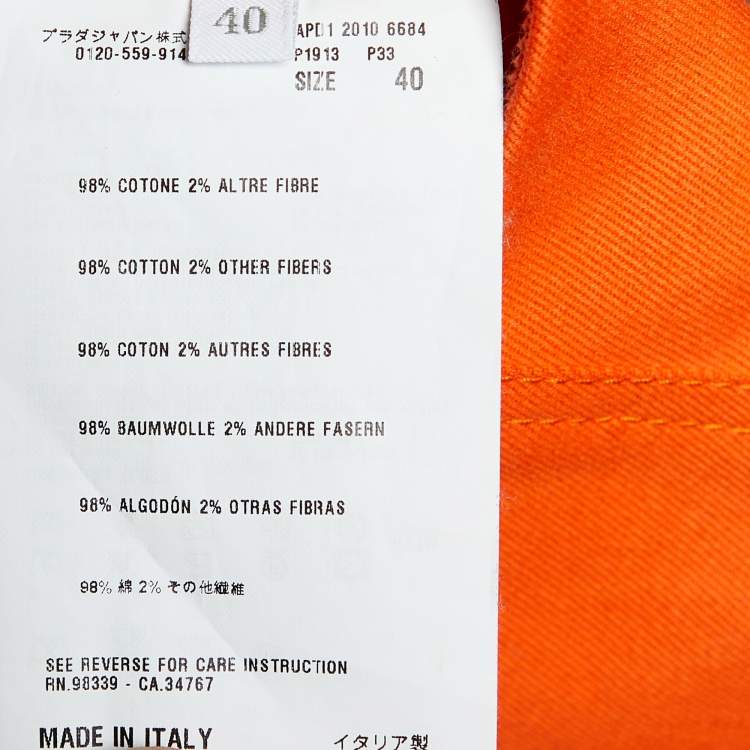 40
プラダジャパン株式
0120-559-914
APD1 2010 6684
P1913 P33
SIZE 40
98% COTONE 2% ALTRE FIBRE
98% COTTON 2% OTHER FIBERS
98% COTON 2% AUTRES FIBRES
98% BAUMWOLLE 2% ANDERE FASERN
98% ALGODÓN 2% OTRAS FIBRAS
98% 綿 2% その他繊維
SEE REVERSE FOR CARE INSTRUCTION
RN.98339 - CA.34767
MADE IN ITALY イタリア製